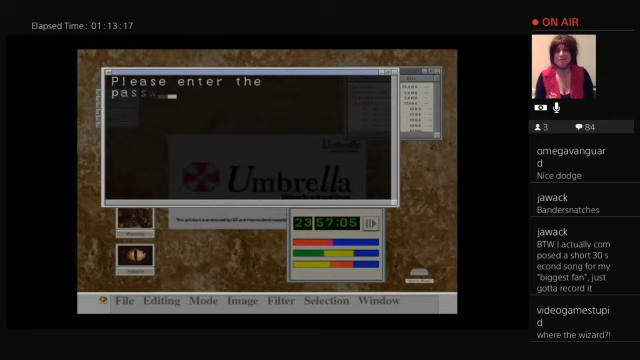 Elapsed Time : 01:13:17
ON AIR
Please enter the
passw
Umbrella
23 57:05
File Editing Mode Image Filter Selection Window
3
84
omegavanguar
d
Nice dodge
jawack
Bandersnatches
jawack
BTW I actually com
posed a short 30 s
econd song for my
"biggest fan", just
gotta record it
videogamestupi
d
where the wizard?!